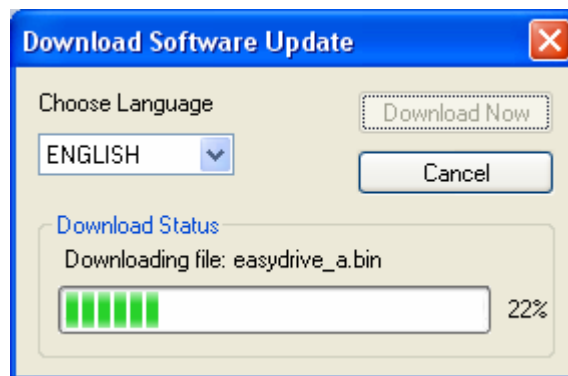 Download Software Update
Choose Language
Download Now
ENGLISH
Cancel
Download Status
Downloading file: easydrive_a.bin
22%